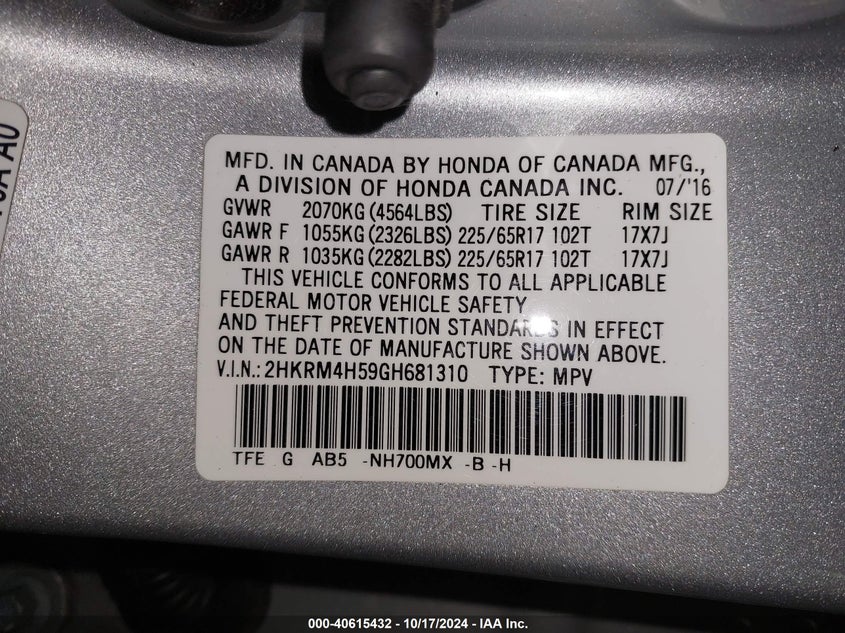 MFD. IN CANADA BY HONDA OF CANADA MFG.,
A DIVISION OF HONDA CANADA INC. 07/'16
GVWR 2070KG (4564LBS) TIRE SIZE RIM SIZE
GAWR F 1055KG (2326LBS) 225/65R17 102T 17X7J
GAWR R 1035KG (2282LBS) 225/65R17 102T 17X7J
THIS VEHICLE CONFORMS TO ALL APPLICABLE
FEDERAL MOTOR VEHICLE SAFETY
AND THEFT PREVENTION STANDARDS IN EFFECT
ON THE DATE OF MANUFACTURE SHOWN ABOVE.
V.I.N.: 2HKRM4H59GH681310 TYPE: MPV
TFE G AB5 -NH700MX -B -H
A0
000-40615432 - 10/17/2024 - IAA Inc.